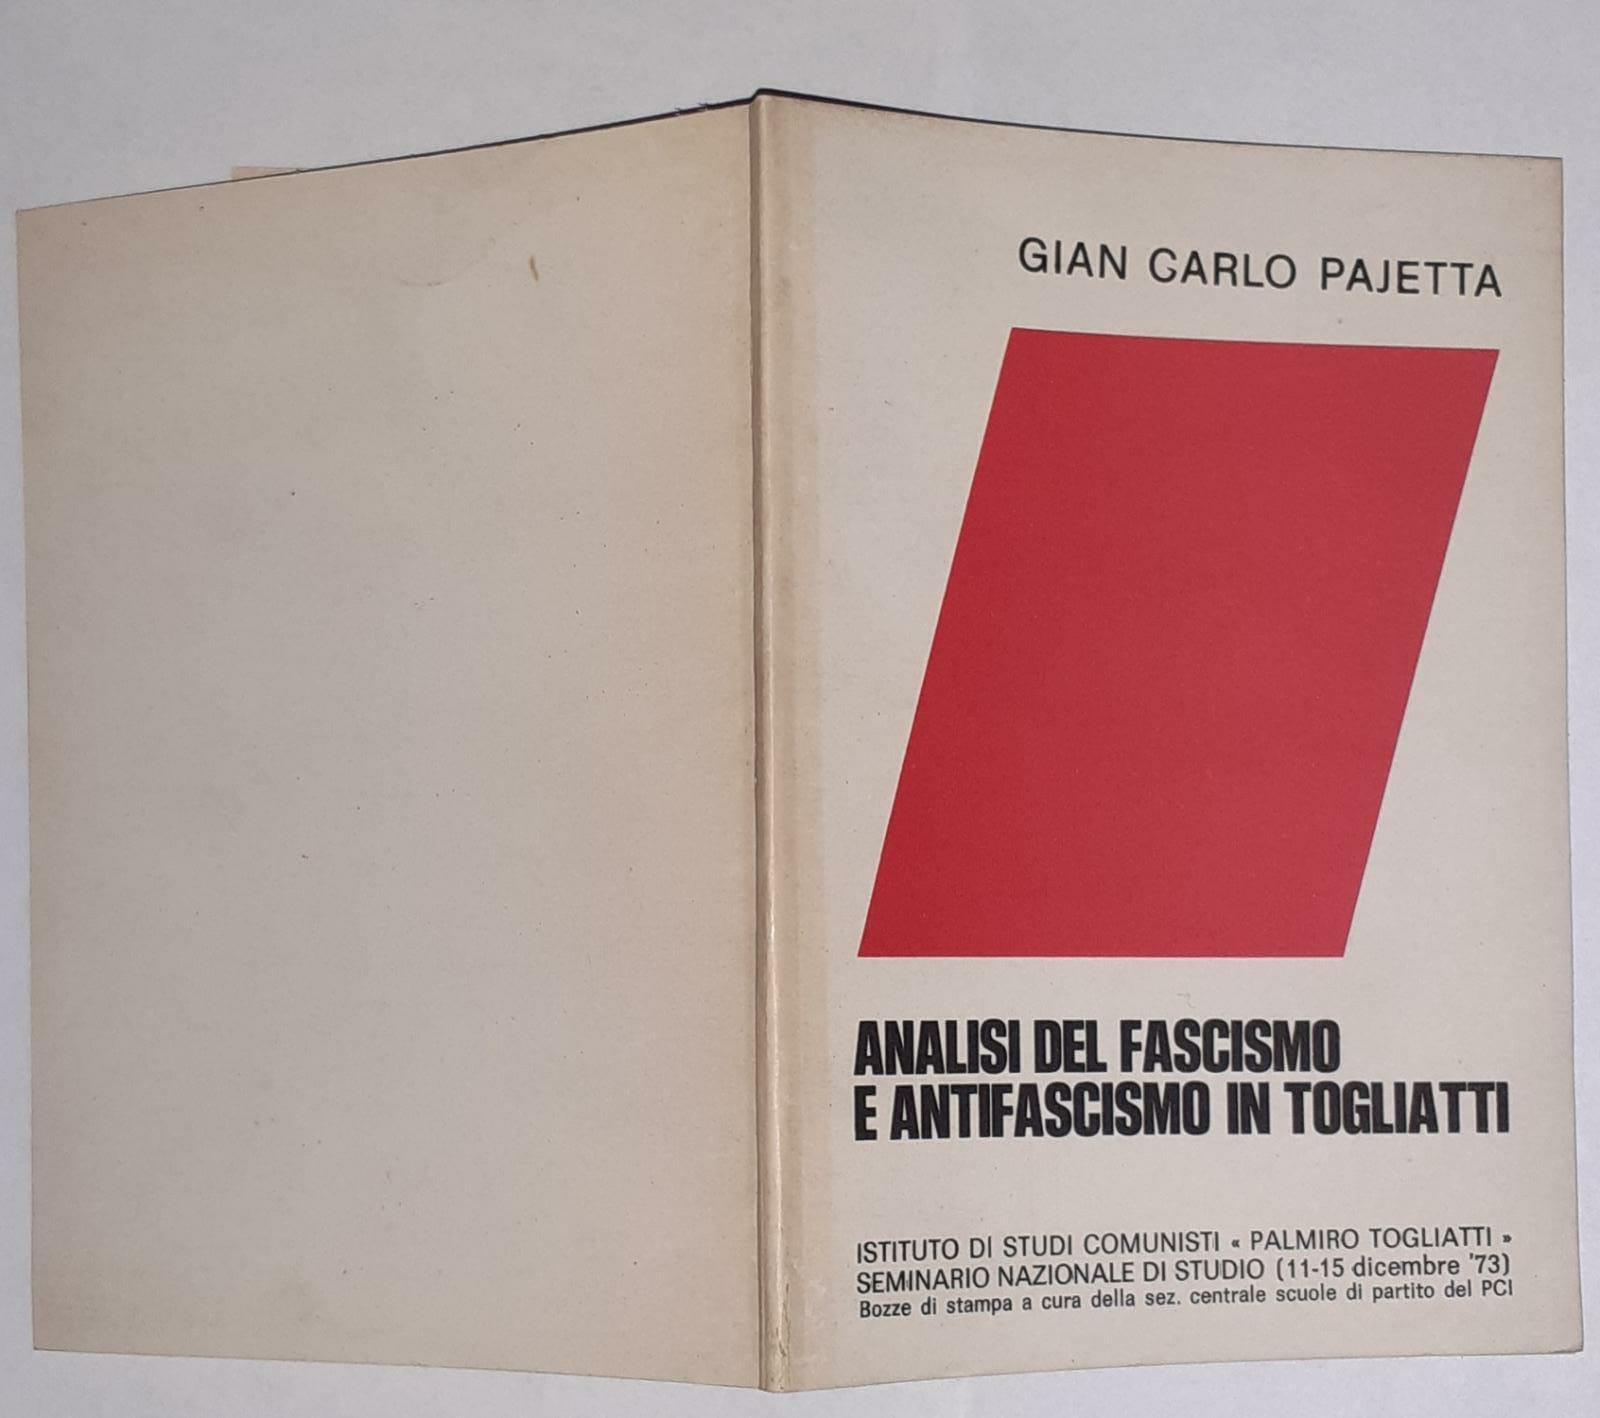 GIAN CARLO PAJETTA
ANALISI DEL FASCISMO
E ANTIFASCISMO IN TOGLIATTI
ISTITUTO DI STUDI COMUNISTI « PALMIRO TOGLIATTI »
SEMINARIO NAZIONALE DI STUDIO (11-15 dicembre '73)
Bozze di stampa a cura della sez. centrale scuole di partito del PCI